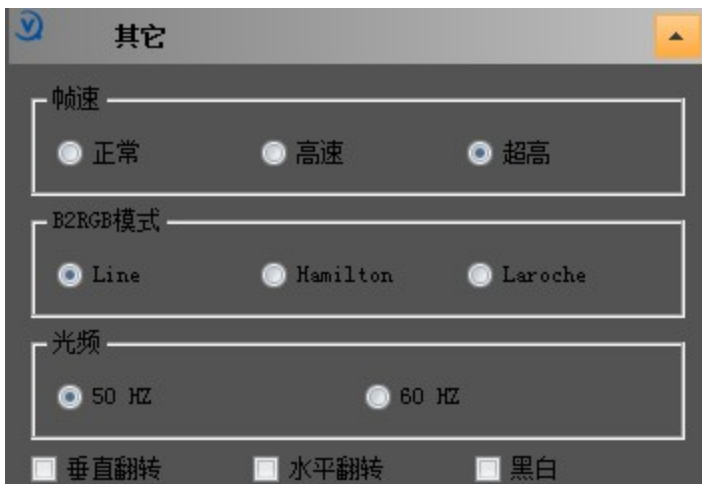 其它
帧速
正常 高速 超高
B2RGB模式
Line Hamilton Laroche
光频
50 HZ 60 HZ
垂直翻转 水平翻转 黑白